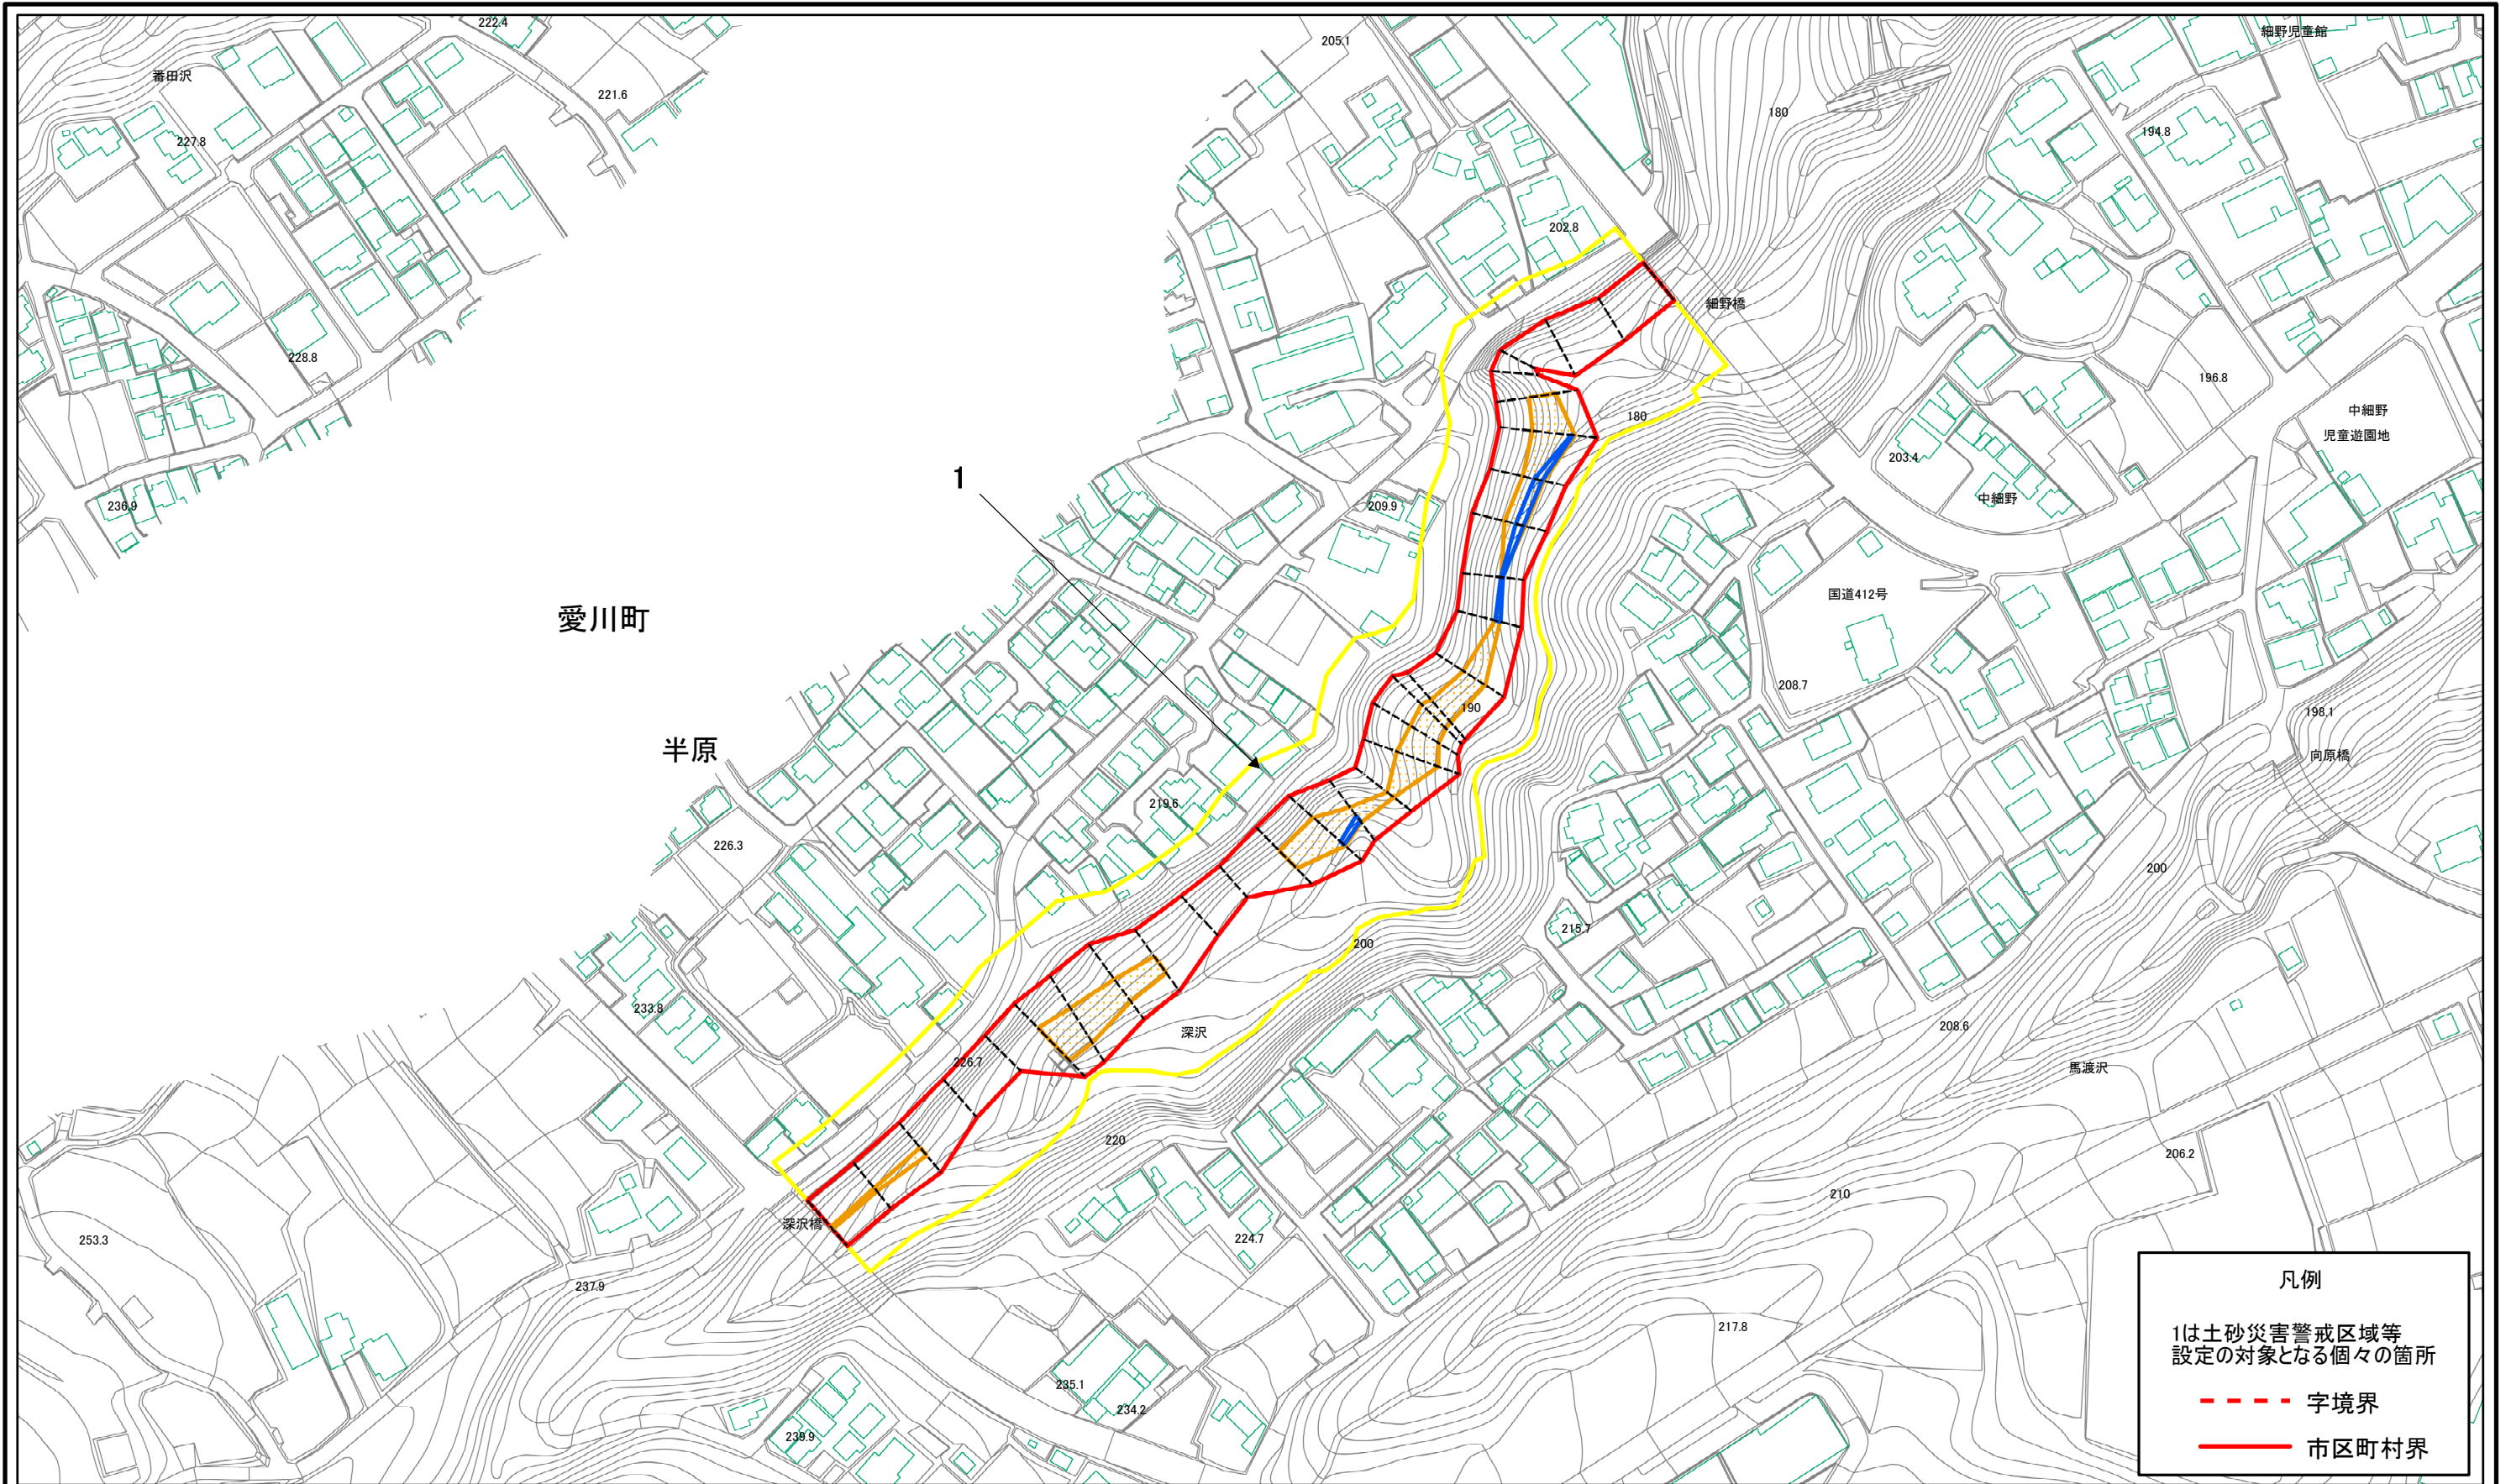 222.4
205.1
細野児童館
番田沢
221.6
180
227.8
194.8
202.8
細野橋
228.8
196.8
180
中細野
児童遊園地
203.4
1
236.9
209.9
中細野
愛川町
国道412号
208.7
190
198.1
半原
向原橋
219.6
226.3
200
215.7
200
233.8
深沢
208.6
226.7
馬渡沢
220
206.2
210
深沢橋
253.3
224.7
237.9
217.8
235.1
234.2
239.9
凡例
1は土砂災害警戒区域等
設定の対象となる個々の箇所
字境界
市区町村界